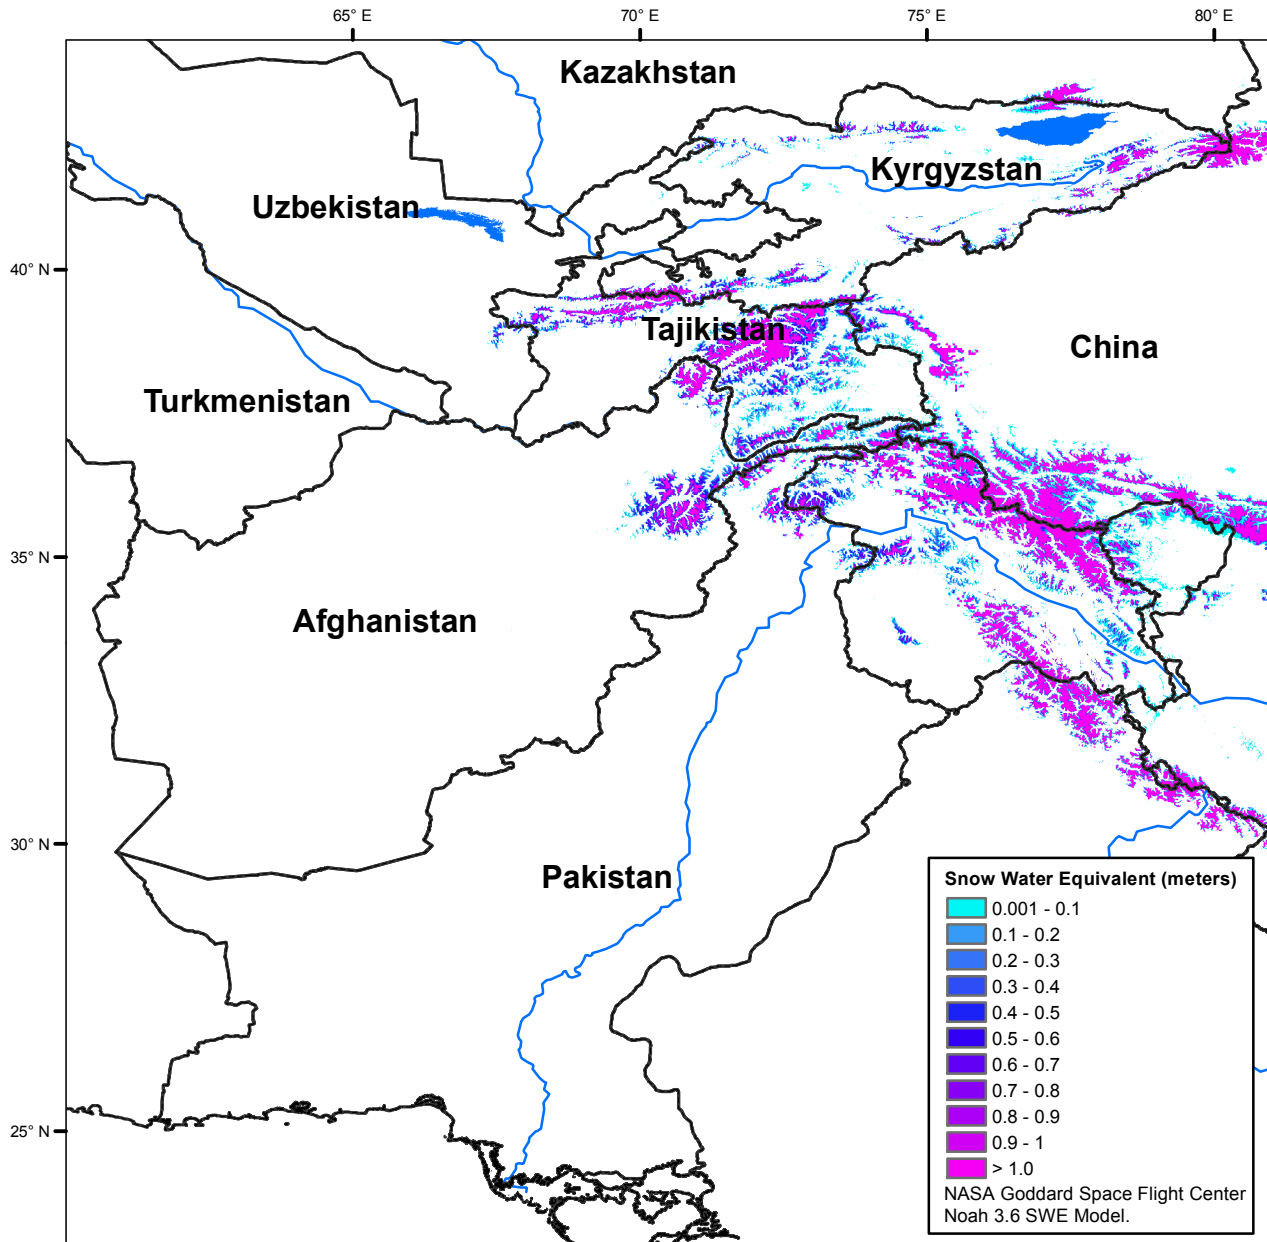 65° E
70° E
75° E
80° E
Kazakhstan
Kyrgyzstan
Uzbekistan
40° N
Tajikistan
China
Turkmenistan
35° N
Afghanistan
30° N
Pakistan
25° N
Snow Water Equivalent (meters)
0.001 - 0.1
0.1 - 0.2
0.2 - 0.3
0.3 - 0.4
0.4 - 0.5
0.5 - 0.6
0.6 - 0.7
0.7 - 0.8
0.8 - 0.9
0.9 - 1
> 1.0
NASA Goddard Space Flight Center
Noah 3.6 SWE Model.